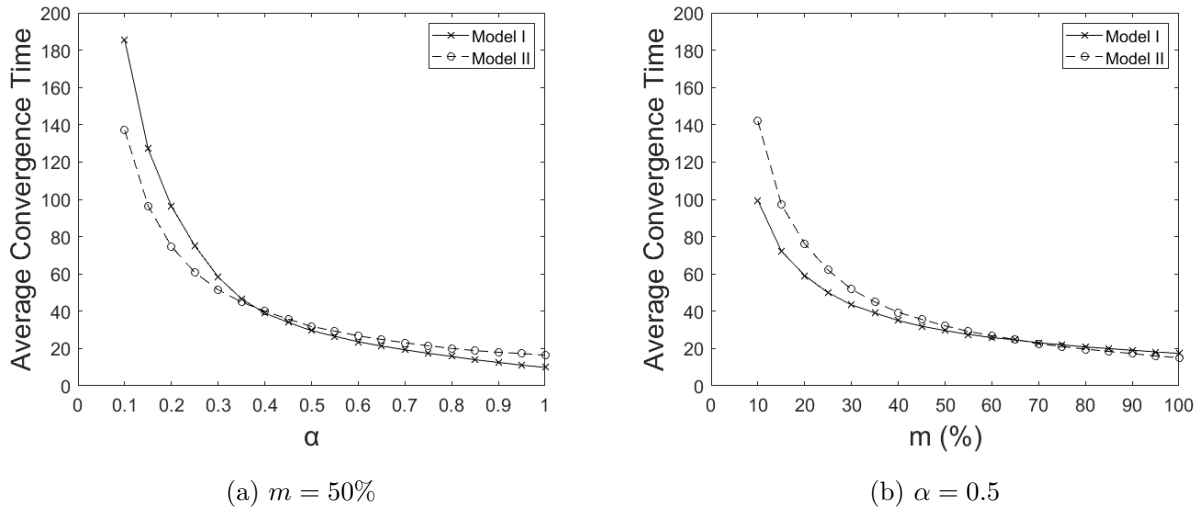 200
180
160
140
120
100
80
60
40
20
0
Average Convergence Time
Model I
Model II
0 0.1 0.2 0.3 0.4 0.5 0.6 0.7 0.8 0.9 1
α
(a) m = 50%
200
180
160
140
120
100
80
60
40
20
0
Average Convergence Time
Model I
Model II
0 10 20 30 40 50 60 70 80 90 100
m (%)
(b) α = 0.5